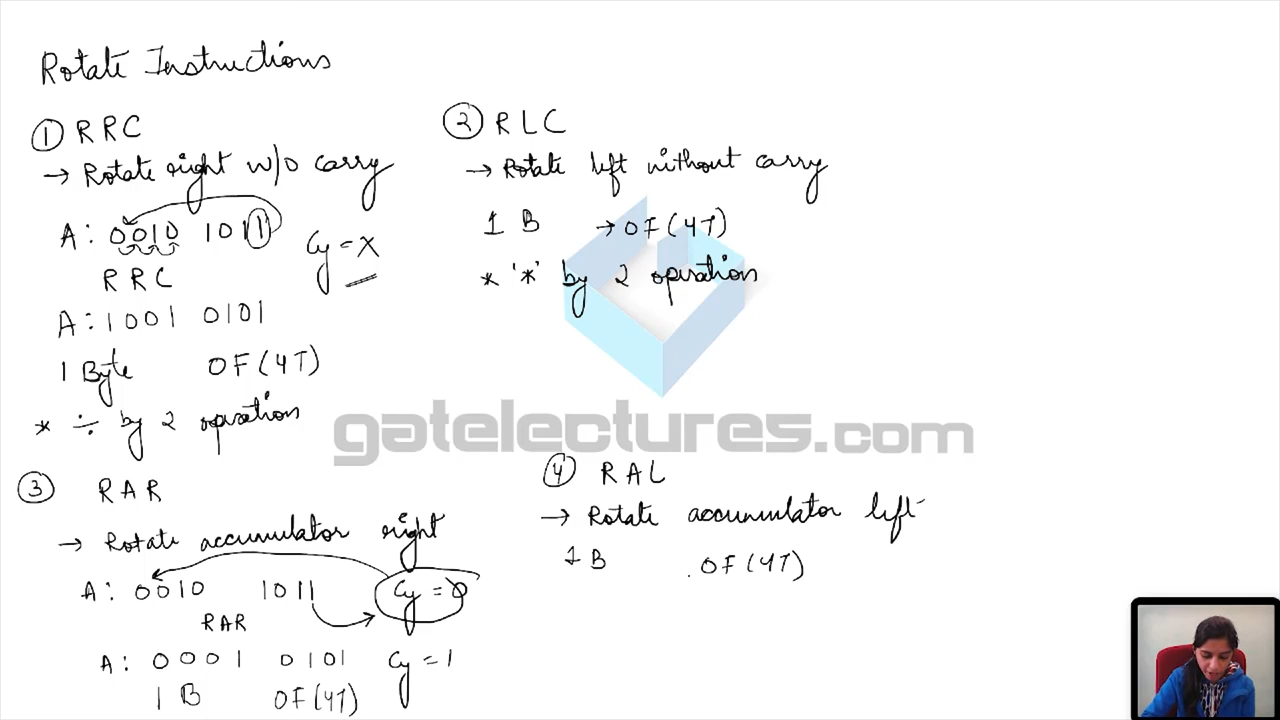 Rotate Instructions
① RRC
→ Rotate right w/o carry
A: 0010 1011
Cy = X
RRC
A: 1001 0101
1 Byte OF(4T)
* ÷ by 2 operation
② RLC
→ Rotate left without carry
1 B → OF(4T)
* '*' by 2 operation
gatelectures.com
③ RAR
→ Rotate accumulator right
A: 0010 1011 Cy = 0
RAR
A: 0001 0101 Cy = 1
1 B OF(4T)
④ RAL
→ Rotate accumulator left
1 B OF(4T)